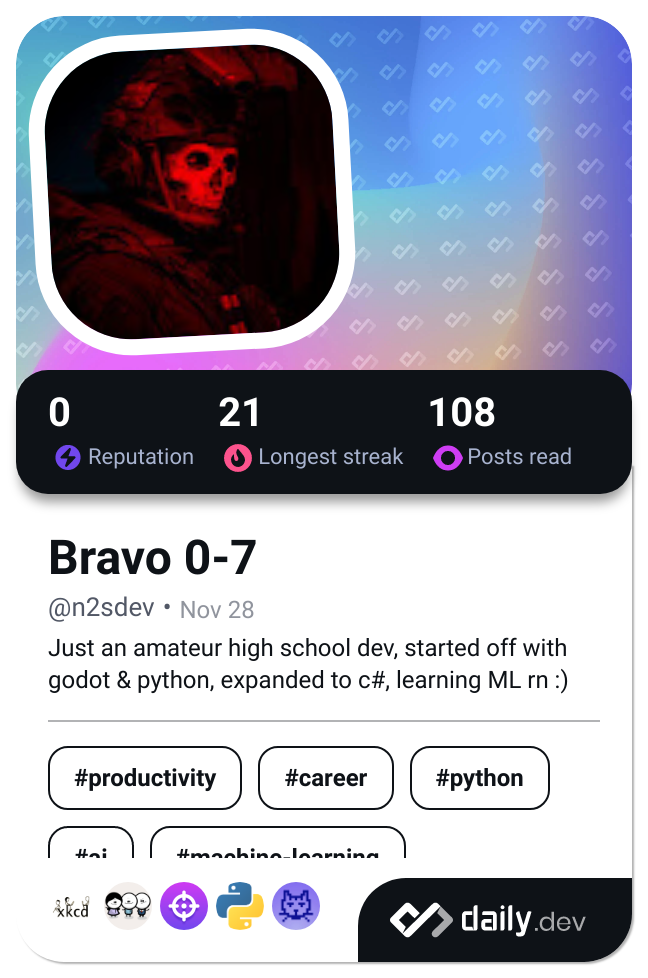 0
21
108
Reputation
Longest streak
Posts read
Bravo 0-7
@n2sdev • Nov 28
Just an amateur high school dev, started off with
godot & python, expanded to c#, learning ML rn :)
#productivity
#career
#python
#ai
#machine-learning
xkcd
daily.dev